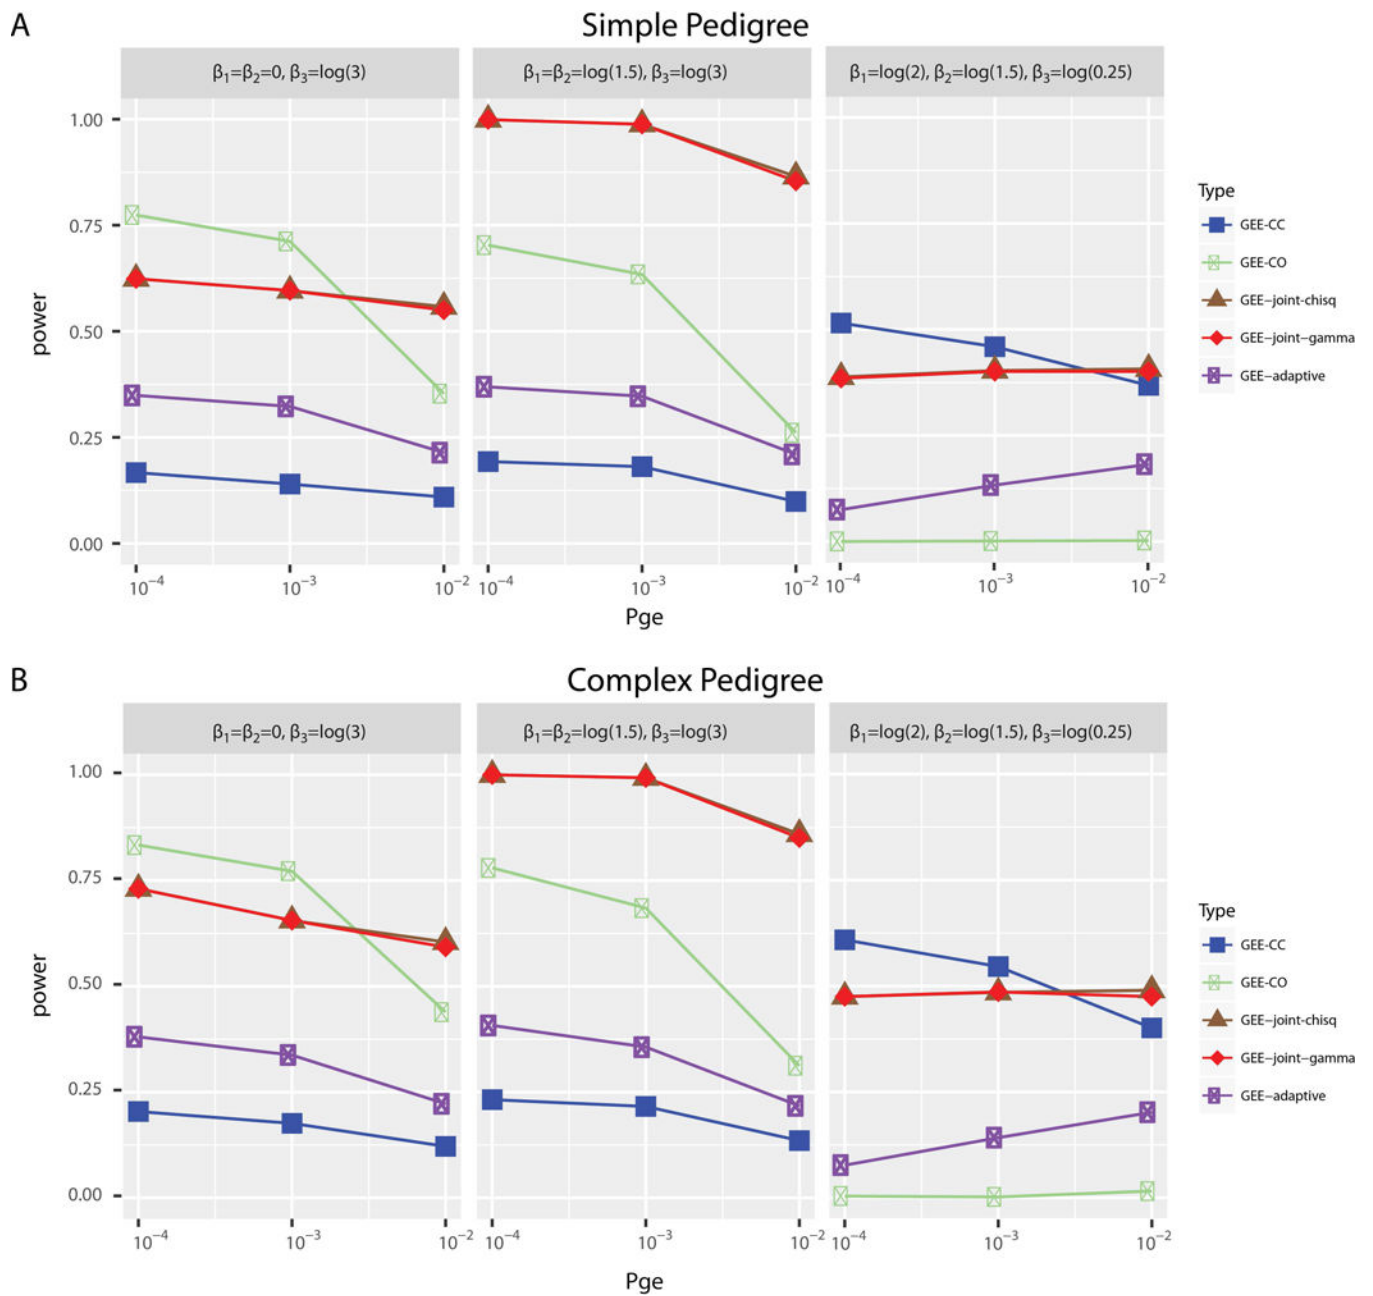 A
Simple Pedigree
β₁=β₂=0, β₃=log(3)
β₁=β₂=log(1.5), β₃=log(3)
β₁=log(2), β₂=log(1.5), β₃=log(0.25)
1.00
0.75
0.50
0.25
0.00
power
10⁻⁴ 10⁻³ 10⁻²
10⁻⁴ 10⁻³ 10⁻²
10⁻⁴ 10⁻³ 10⁻²
Pge
Type
GEE-CC
GEE-CO
GEE-joint-chisq
GEE-joint-gamma
GEE-adaptive
B
Complex Pedigree
β₁=β₂=0, β₃=log(3)
β₁=β₂=log(1.5), β₃=log(3)
β₁=log(2), β₂=log(1.5), β₃=log(0.25)
1.00
0.75
0.50
0.25
0.00
power
10⁻⁴ 10⁻³ 10⁻²
10⁻⁴ 10⁻³ 10⁻²
10⁻⁴ 10⁻³ 10⁻²
Pge
Type
GEE-CC
GEE-CO
GEE-joint-chisq
GEE-joint-gamma
GEE-adaptive